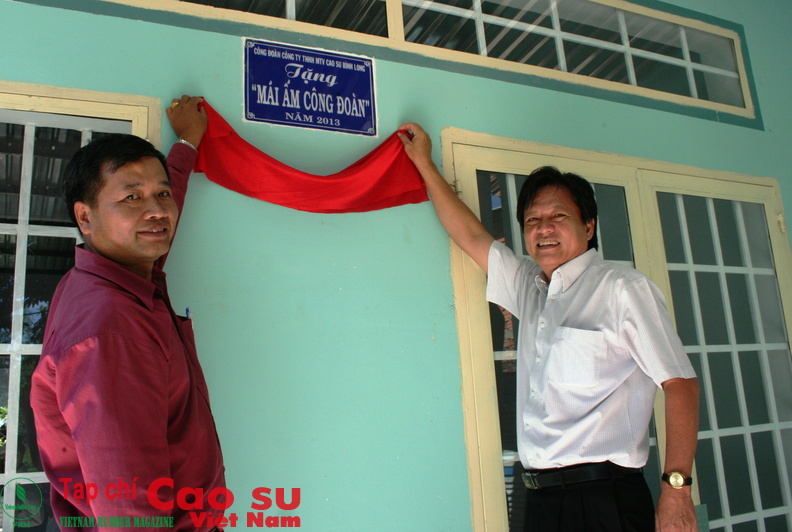 CÔNG ĐOÀN CÔNG TY TNHH MTV CAO SU BÌNH LONG
Tặng
"MÁI ẤM CÔNG ĐOÀN"
NĂM 2013
Tạp chí Cao su Việt Nam
VIETNAM RUBBER MAGAZINE